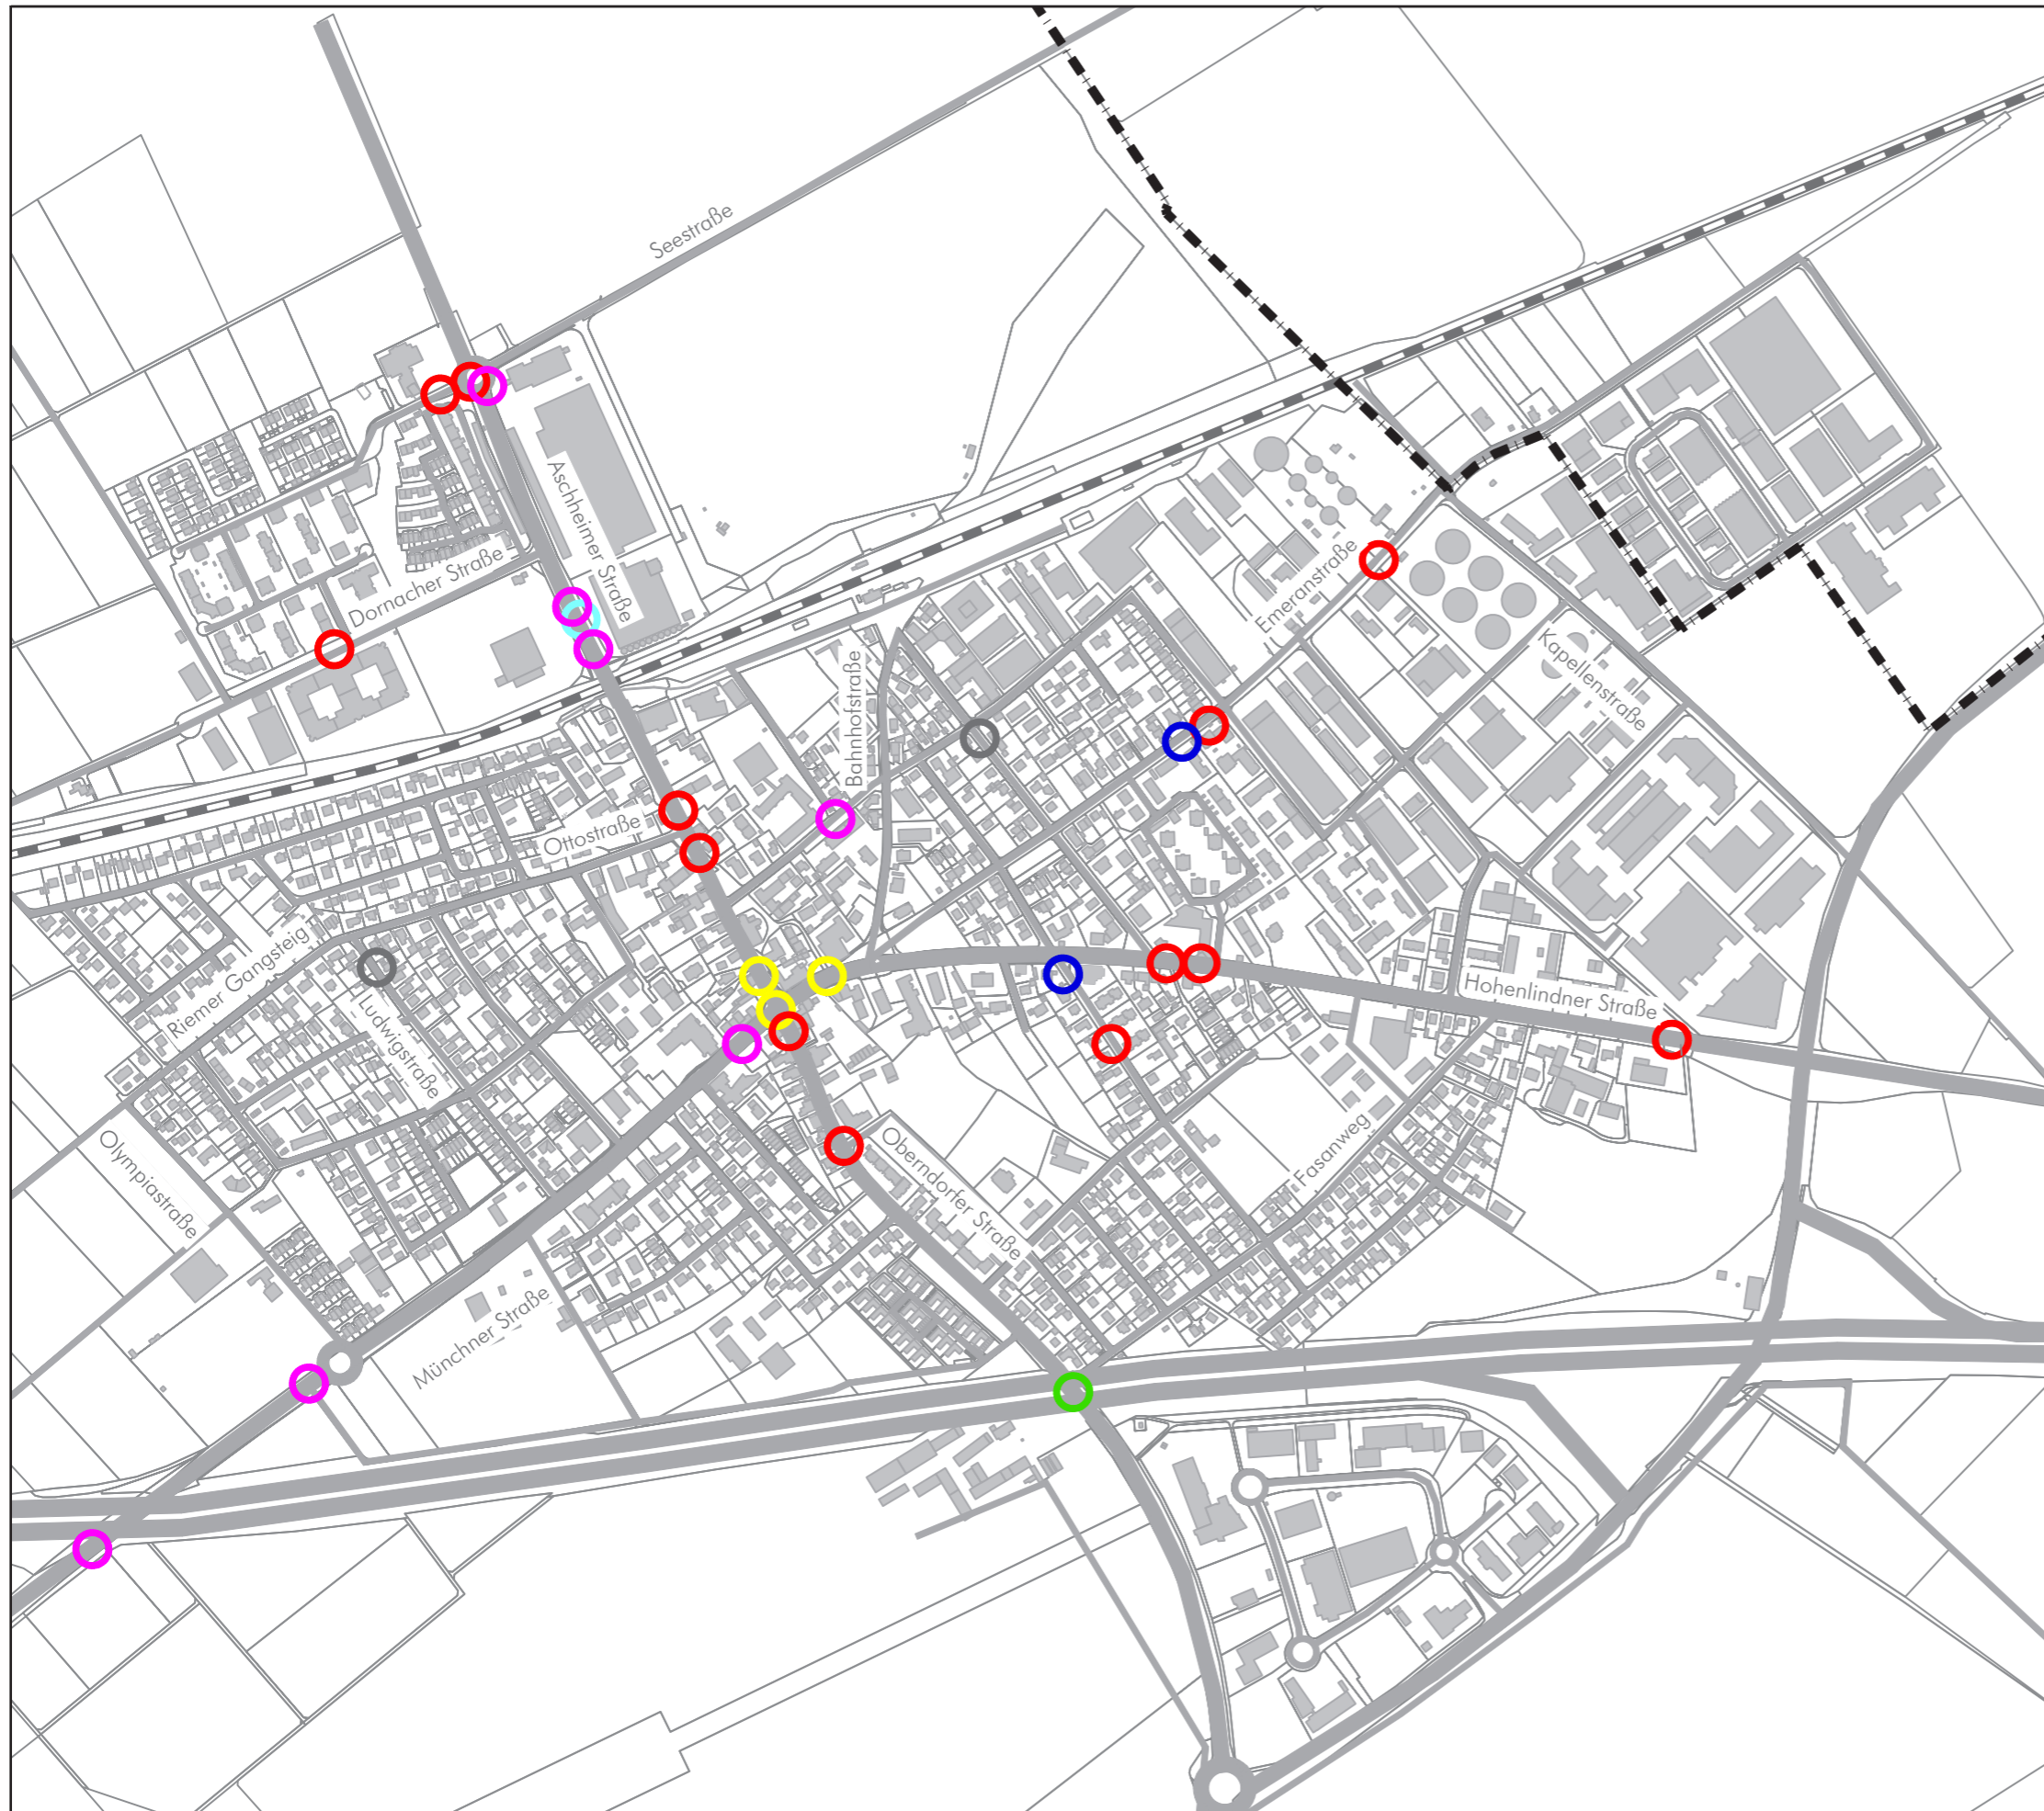 Seestraße
Aschheimer Straße
Dornacher Straße
Emeranstraße
Kapellenstraße
Bahnhofstraße
Ottostraße
Riemer Gangsteig
Ludwigstraße
Hohenlindner Straße
Olympiastraße
Oberndorfer Straße
Fasanweg
Münchner Straße